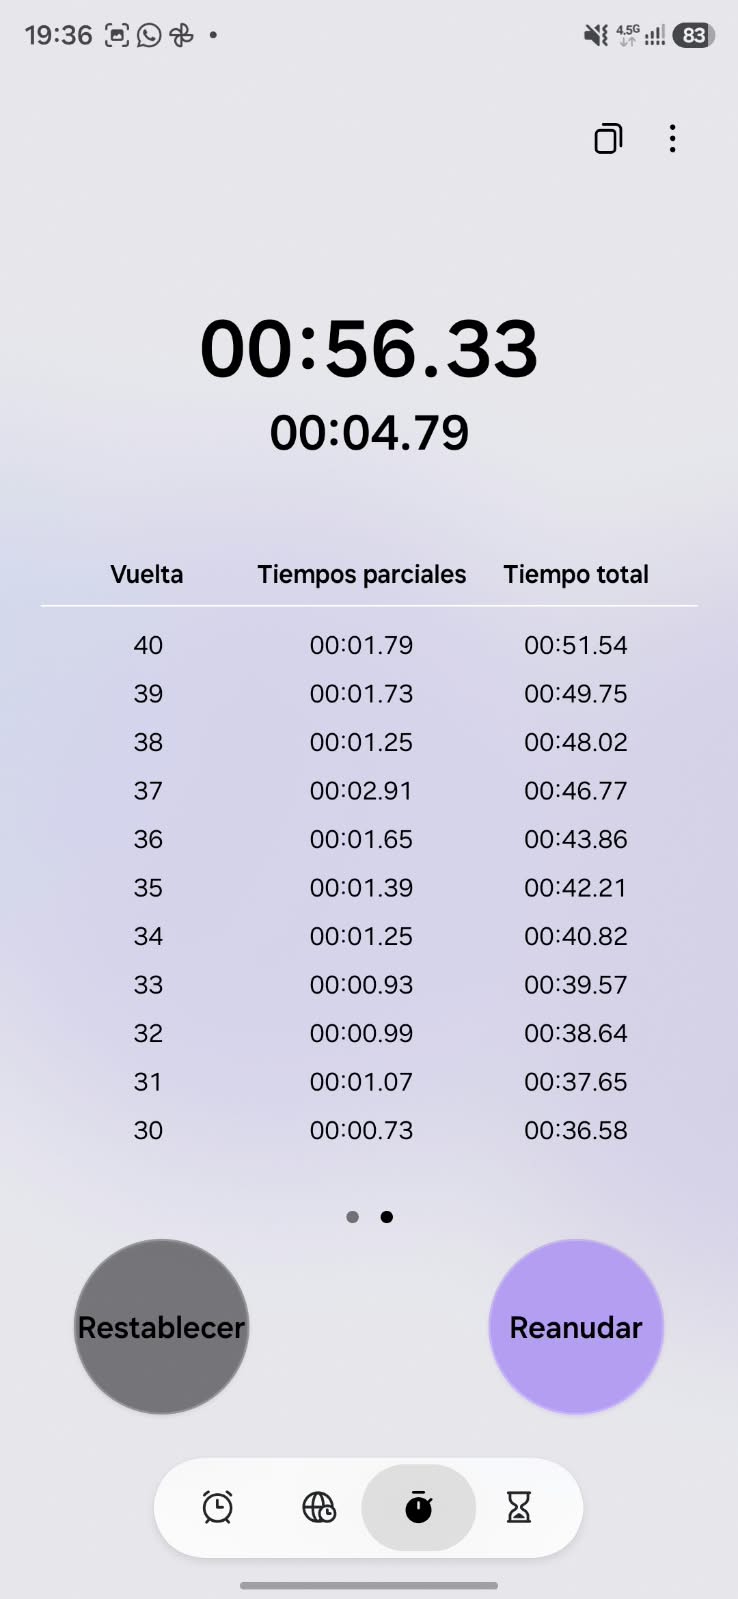 19:36 4.5G 83
00:56.33
00:04.79
Vuelta Tiempos parciales Tiempo total
40 00:01.79 00:51.54
39 00:01.73 00:49.75
38 00:01.25 00:48.02
37 00:02.91 00:46.77
36 00:01.65 00:43.86
35 00:01.39 00:42.21
34 00:01.25 00:40.82
33 00:00.93 00:39.57
32 00:00.99 00:38.64
31 00:01.07 00:37.65
30 00:00.73 00:36.58
Restablecer Reanudar